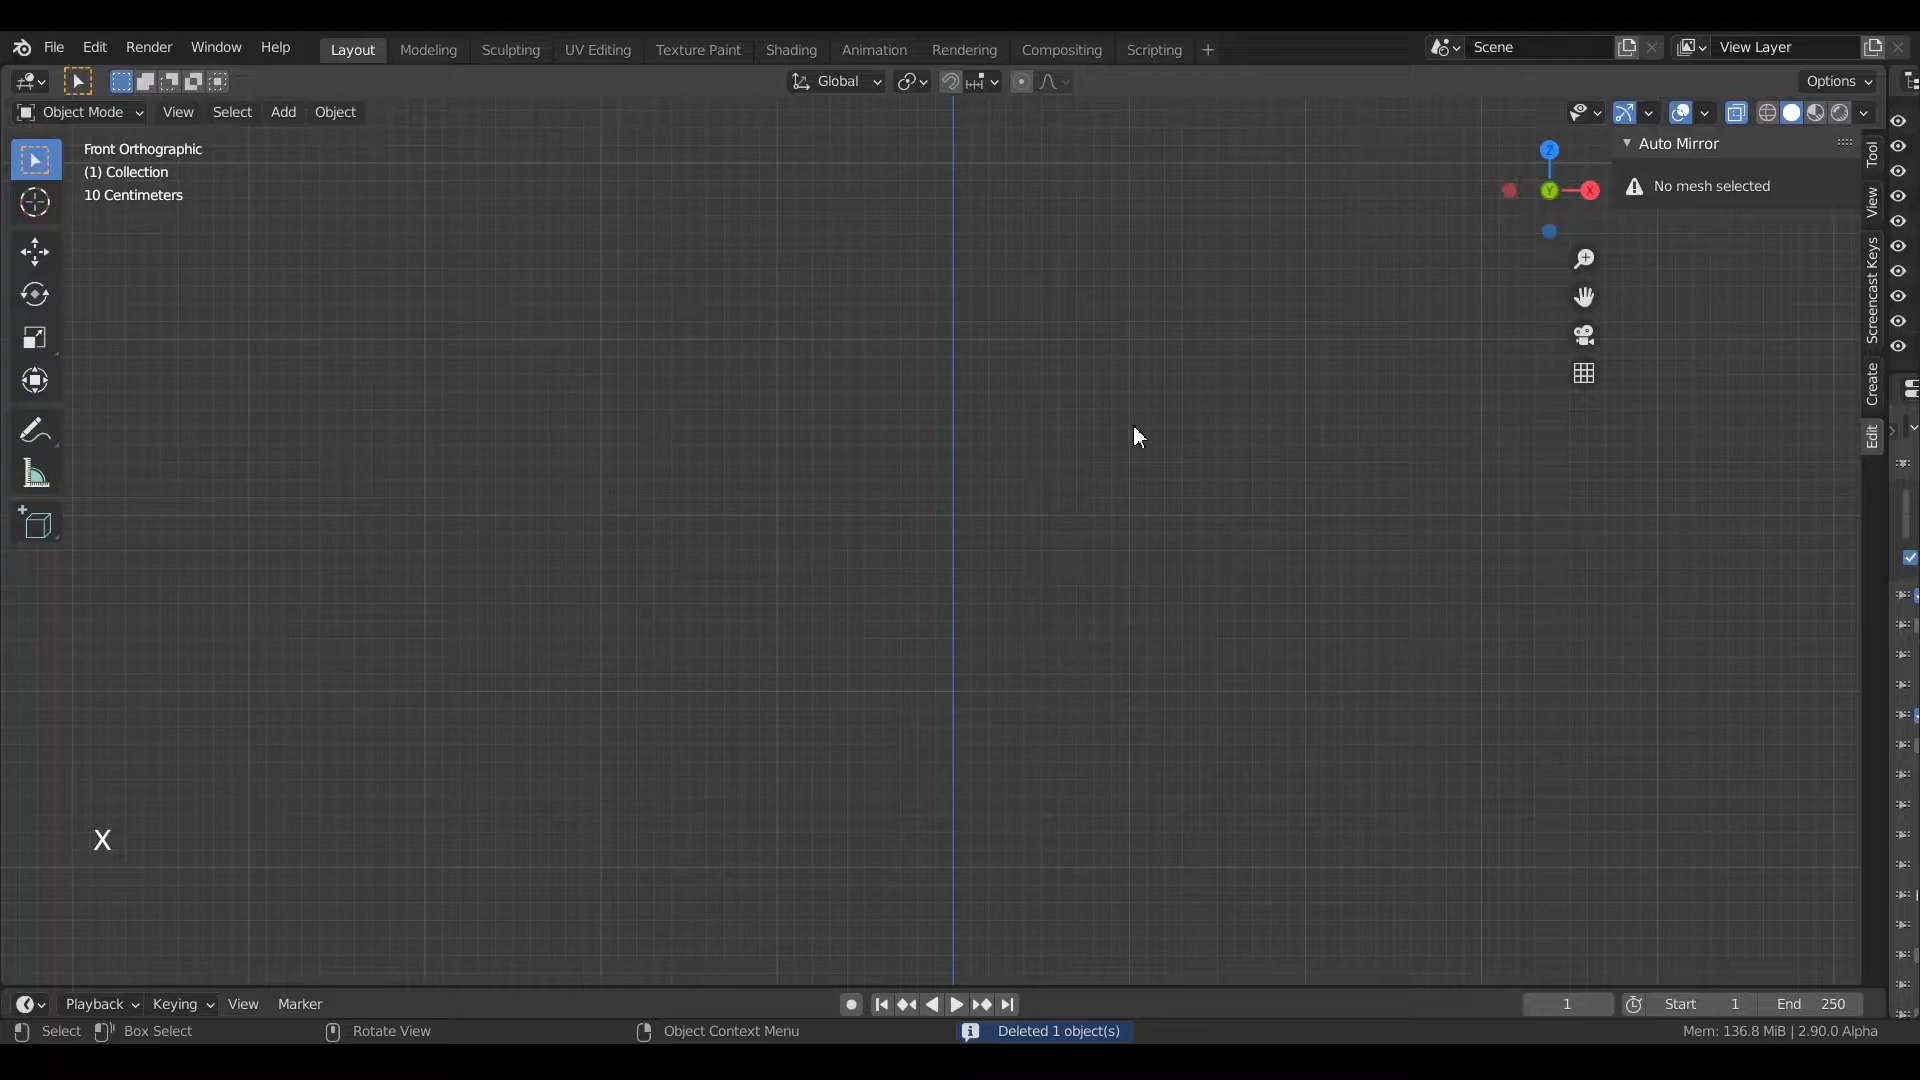 File Edit Render Window Help Layout Modeling Sculpting UV Editing Texture Paint Shading Animation Rendering Compositing Scripting + Scene View Layer
Global Options
Object Mode View Select Add Object
Front Orthographic
(1) Collection
10 Centimeters
Z
Y
X
Auto Mirror
No mesh selected
Tool
View
Screencast Keys
Create
Edit
X
Playback Keying View Marker 1 Start 1 End 250
Select Box Select Rotate View Object Context Menu Deleted 1 object(s) Mem: 136.8 MiB | 2.90.0 Alpha